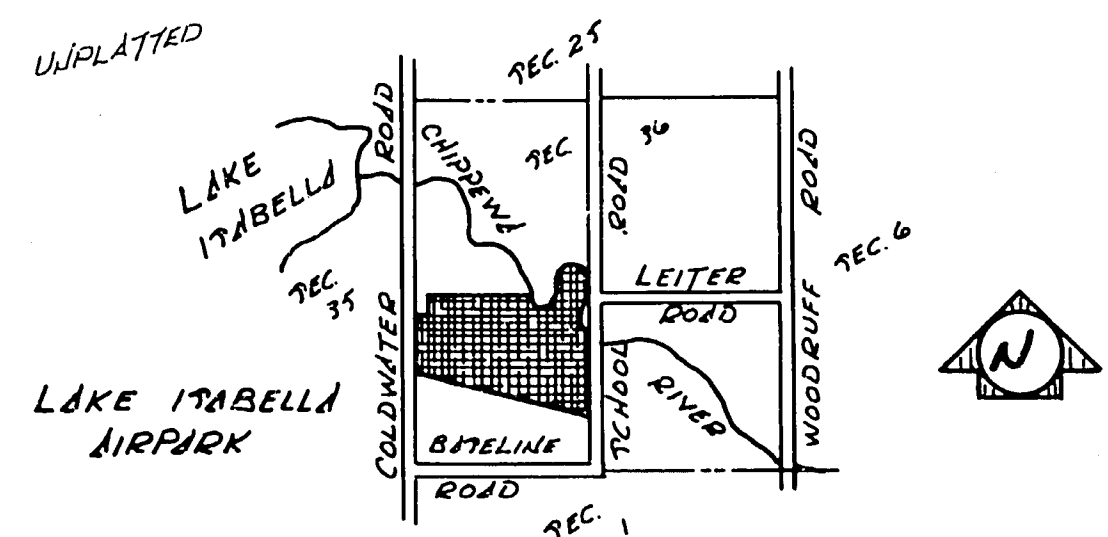 UNPLATTED
SEC. 25
LAKE
ISABELLA
ROAD
CHIPPEWA
SEC
36
ROAD
ROAD
SEC. 6
SEC.
35
LEITER
ROAD
COLDWATER
SCHOOL
RIVER
WOODRUFF
N
LAKE ISABELLA
AIRPARK
BASELINE
ROAD
SEC.
1